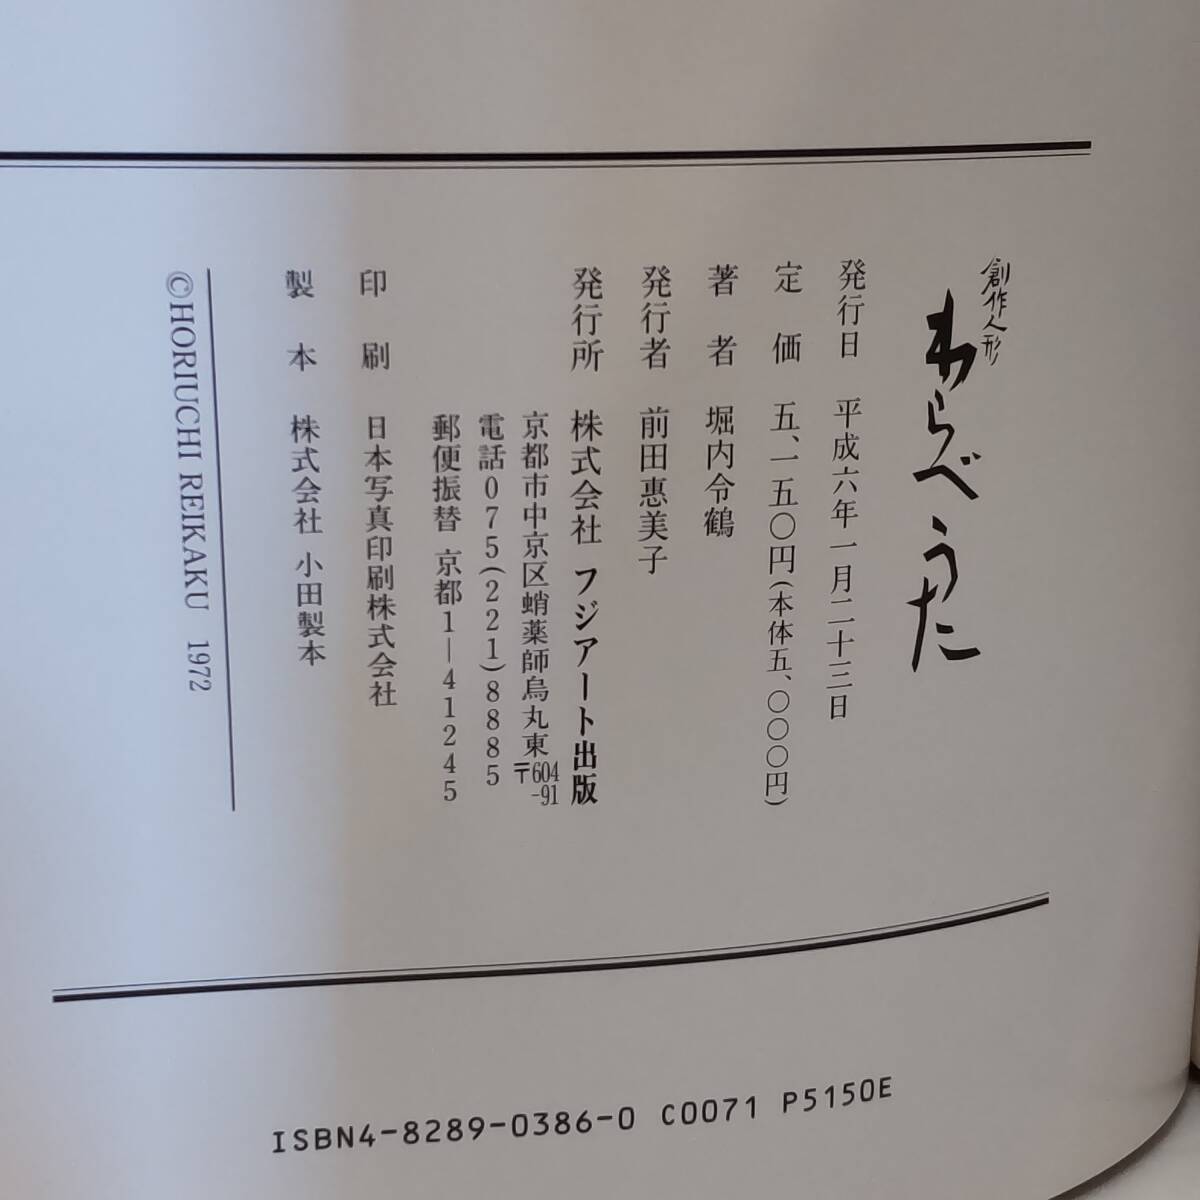 創作人形
わらべうた
発行日 平成六年一月二十三日
定価 五、一五〇円(本体五、〇〇〇円)
著者 堀内令鶴
発行者 前田惠美子
発行所 株式会社 フジアート出版
京都市中京区蛸薬師烏丸東〒604-91
電話075(221)8885
郵便振替 京都1―41245
印刷 日本写真印刷株式会社
製本 株式会社 小田製本
©HORIUCHI REIKAKU 1972
ISBN4-8289-0386-0 C0071 P5150E